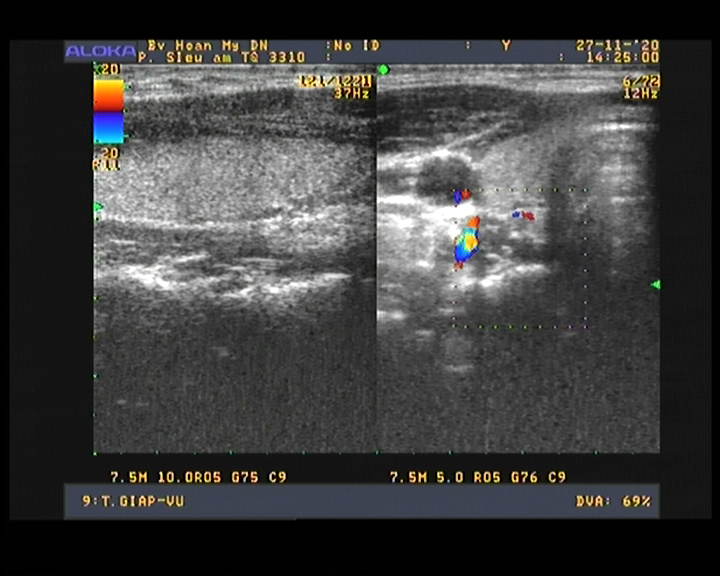 ALOKA
Bv Hoan My DN :No ID : Y 27-11-'20
P. Sieu am TQ 3310 : : 14:25:00
20
121/1221
37Hz
6/72
12Hz
20
R11
7.5M 10.0R05 G75 C9
7.5M 5.0 R05 G76 C9
9:T.GIAP-VU
DVA: 69%